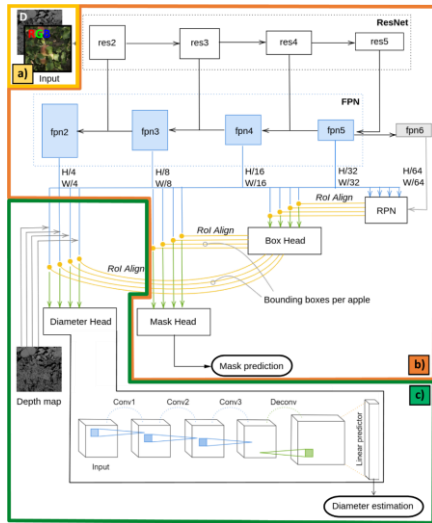 D
RGB
a)
Input
ResNet
res2
res3
res4
res5
FPN
fpn2
fpn3
fpn4
fpn5
fpn6
H/4
W/4
H/8
W/8
H/16
W/16
H/32
W/32
H/64
W/64
RoI Align
RPN
RoI Align
Box Head
RoI Align
Bounding boxes per apple
Diameter Head
Mask Head
b)
Mask prediction
c)
Depth map
Conv1
Conv2
Conv3
Deconv
Input
Linear predictor
Diameter estimation